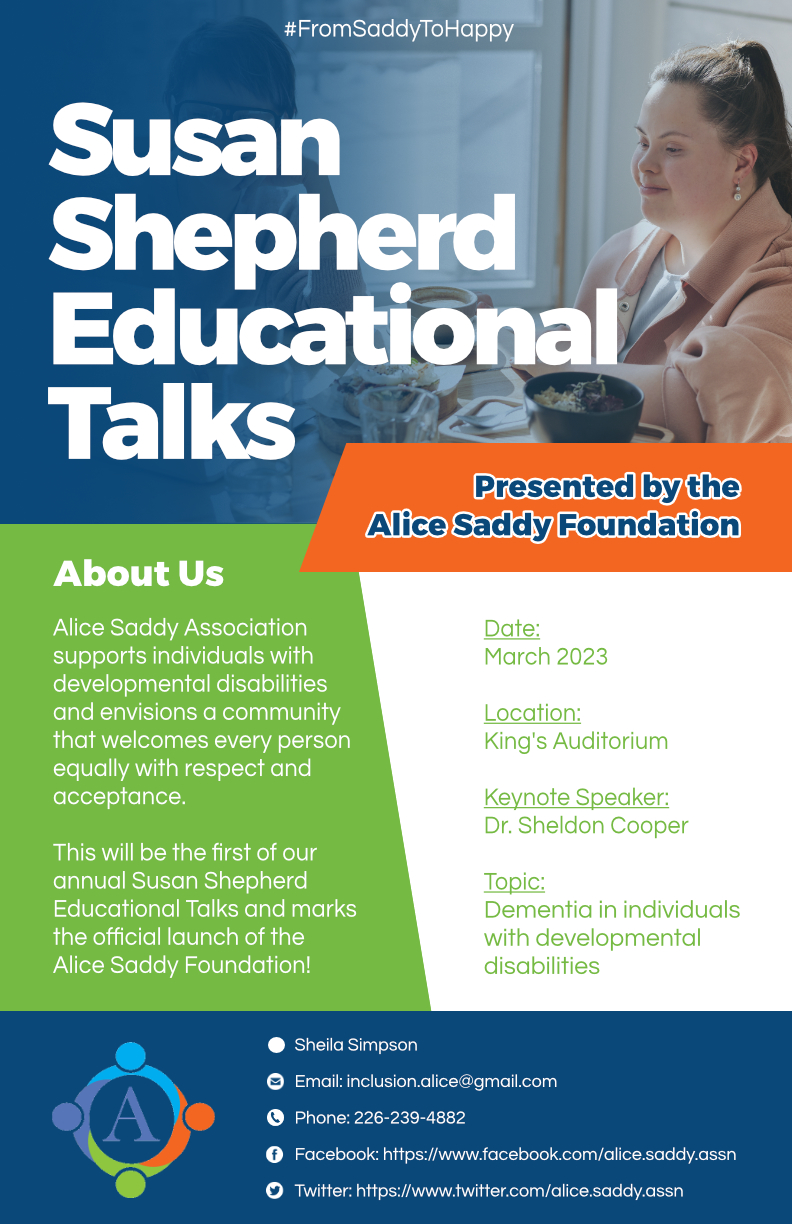 #FromSaddyToHappy
Susan
Shepherd
Educational
Talks
Presented by the
Alice Saddy Foundation
About Us
Alice Saddy Association
supports individuals with
developmental disabilities
and envisions a community
that welcomes every person
equally with respect and
acceptance.
This will be the first of our
annual Susan Shepherd
Educational Talks and marks
the official launch of the
Alice Saddy Foundation!
Date:
March 2023
Location:
King's Auditorium
Keynote Speaker:
Dr. Sheldon Cooper
Topic:
Dementia in individuals
with developmental
disabilities
A
Sheila Simpson
Email: inclusion.alice@gmail.com
Phone: 226-239-4882
Facebook: https://www.facebook.com/alice.saddy.assn
Twitter: https://www.twitter.com/alice.saddy.assn